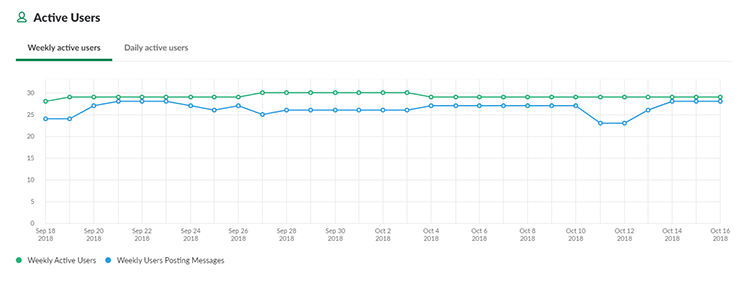 Active Users
Weekly active users Daily active users
30
25
20
15
10
5
0
Sep 18 Sep 20 Sep 22 Sep 24 Sep 26 Sep 28 Sep 30 Oct 2 Oct 4 Oct 6 Oct 8 Oct 10 Oct 12 Oct 14 Oct 16
2018 2018 2018 2018 2018 2018 2018 2018 2018 2018 2018 2018 2018 2018 2018
Weekly Active Users Weekly Users Posting Messages